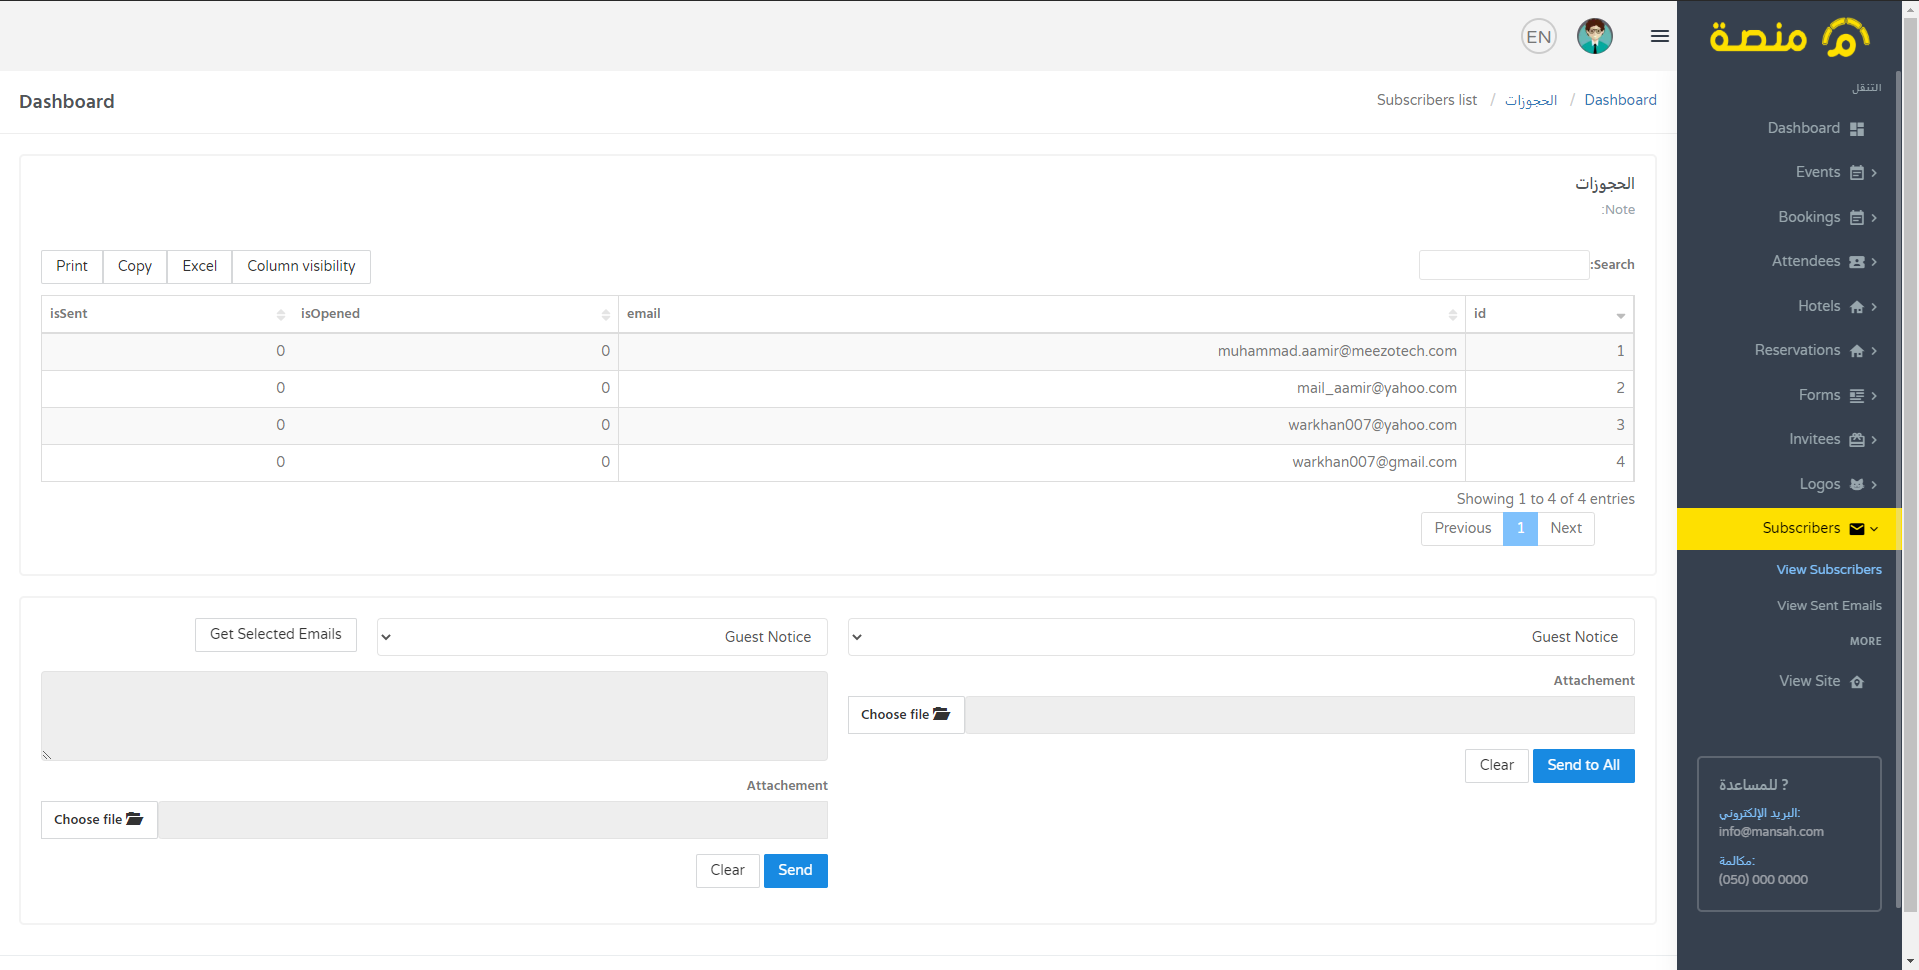 EN
منصة
Dashboard
Subscribers list / الحجوزات / Dashboard
الحجوزات
:Note
Print Copy Excel Column visibility
:Search
isSent isOpened email id
0 0 muhammad.aamir@meezotech.com 1
0 0 mail_aamir@yahoo.com 2
0 0 warkhan007@yahoo.com 3
0 0 warkhan007@gmail.com 4
Showing 1 to 4 of 4 entries
Previous 1 Next
Get Selected Emails
Guest Notice
Attachement
Choose file
Clear Send
Guest Notice
Attachement
Choose file
Clear Send to All
التنقل
Dashboard
Events
Bookings
Attendees
Hotels
Reservations
Forms
Invitees
Logos
Subscribers
View Subscribers
View Sent Emails
MORE
View Site
للمساعدة ?
البريد الإلكتروني:
info@mansah.com
مكالمة:
(050) 000 0000